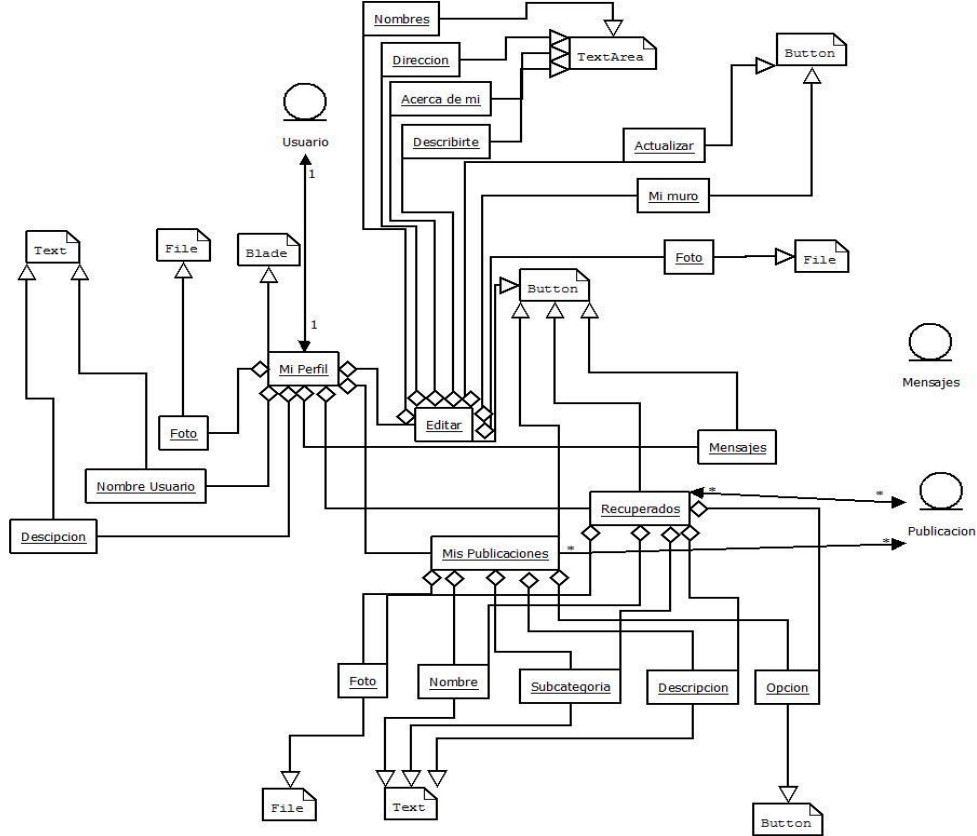 Nombres
TextArea
Button
Direccion
Acerca de mi
Describirte
Actualizar
Usuario
1
Mi muro
Text
File
Blade
Foto
File
Button
1
Mi Perfil
Mensajes
Foto
Editar
Mensajes
Nombre Usuario
*
*
Recuperados
Publicacion
Descipcion
Mis Publicaciones
*
*
Foto
Nombre
Subcategoria
Descripcion
Opcion
File
Text
Button